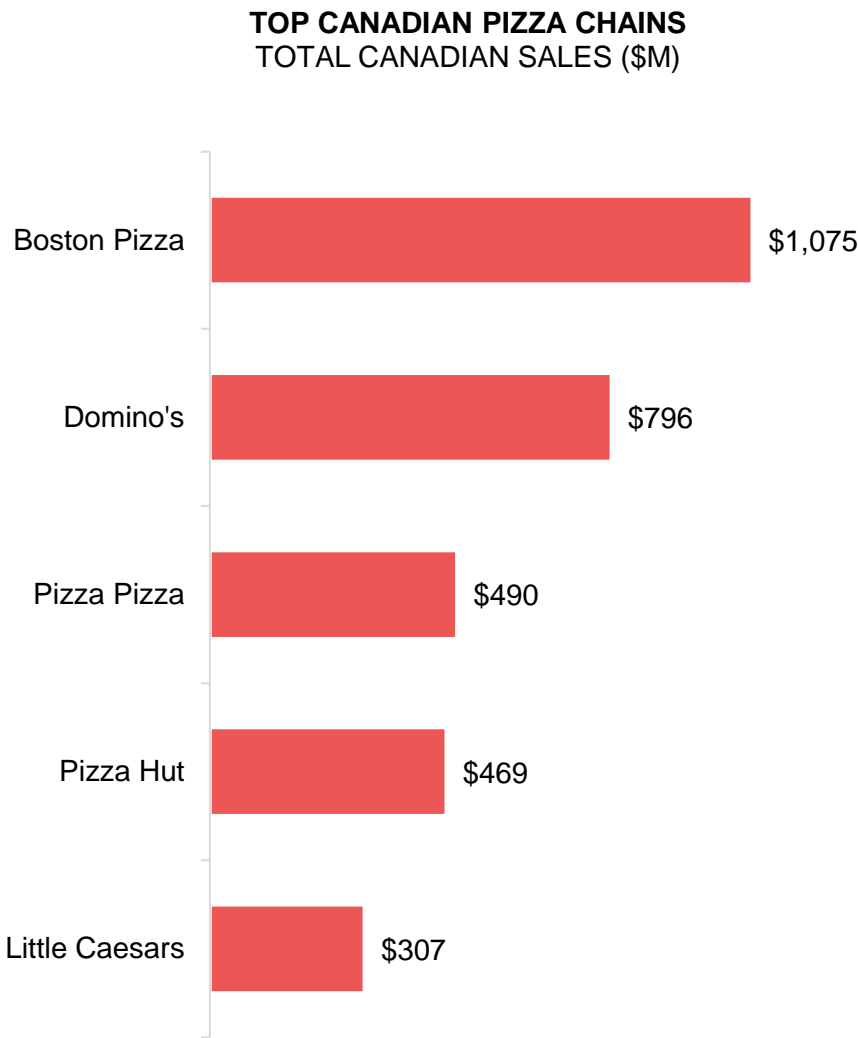 TOP CANADIAN PIZZA CHAINS
TOTAL CANADIAN SALES ($M)
Boston Pizza $1,075
Domino's $796
Pizza Pizza $490
Pizza Hut $469
Little Caesars $307